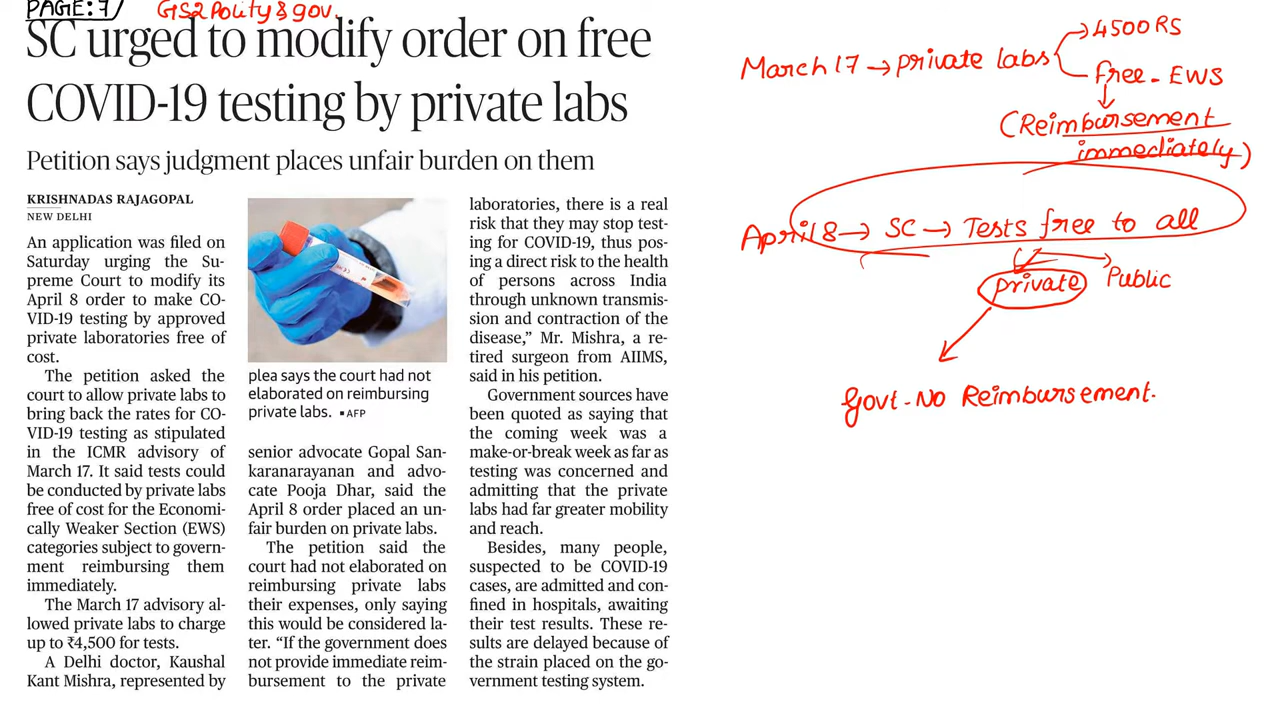 PAGE:7/
GS2 Polity & gov.
SC urged to modify order on free
COVID-19 testing by private labs
Petition says judgment places unfair burden on them
KRISHNADAS RAJAGOPAL
NEW DELHI
An application was filed on
Saturday urging the Su-
preme Court to modify its
April 8 order to make CO-
VID-19 testing by approved
private laboratories free of
cost.
The petition asked the
court to allow private labs to
bring back the rates for CO-
VID-19 testing as stipulated
in the ICMR advisory of
March 17. It said tests could
be conducted by private labs
free of cost for the Economi-
cally Weaker Section (EWS)
categories subject to govern-
ment reimbursing them
immediately.
The March 17 advisory al-
lowed private labs to charge
up to ₹4,500 for tests.
A Delhi doctor, Kaushal
Kant Mishra, represented by
plea says the court had not
elaborated on reimbursing
private labs. ▪AFP
senior advocate Gopal San-
karanarayanan and advo-
cate Pooja Dhar, said the
April 8 order placed an un-
fair burden on private labs.
The petition said the
court had not elaborated on
reimbursing private labs
their expenses, only saying
this would be considered la-
ter. “If the government does
not provide immediate reim-
bursement to the private
laboratories, there is a real
risk that they may stop test-
ing for COVID-19, thus pos-
ing a direct risk to the health
of persons across India
through unknown transmis-
sion and contraction of the
disease,” Mr. Mishra, a re-
tired surgeon from AIIMS,
said in his petition.
Government sources have
been quoted as saying that
the coming week was a
make-or-break week as far as
testing was concerned and
admitting that the private
labs had far greater mobility
and reach.
Besides, many people,
suspected to be COVID-19
cases, are admitted and con-
fined in hospitals, awaiting
their test results. These re-
sults are delayed because of
the strain placed on the go-
vernment testing system.
March 17 → private labs
→ 4500 RS
free - EWS
(Reimbursement
immediately)
April 8 → SC → Tests free to all
private
Public
Govt - No Reimbursement.